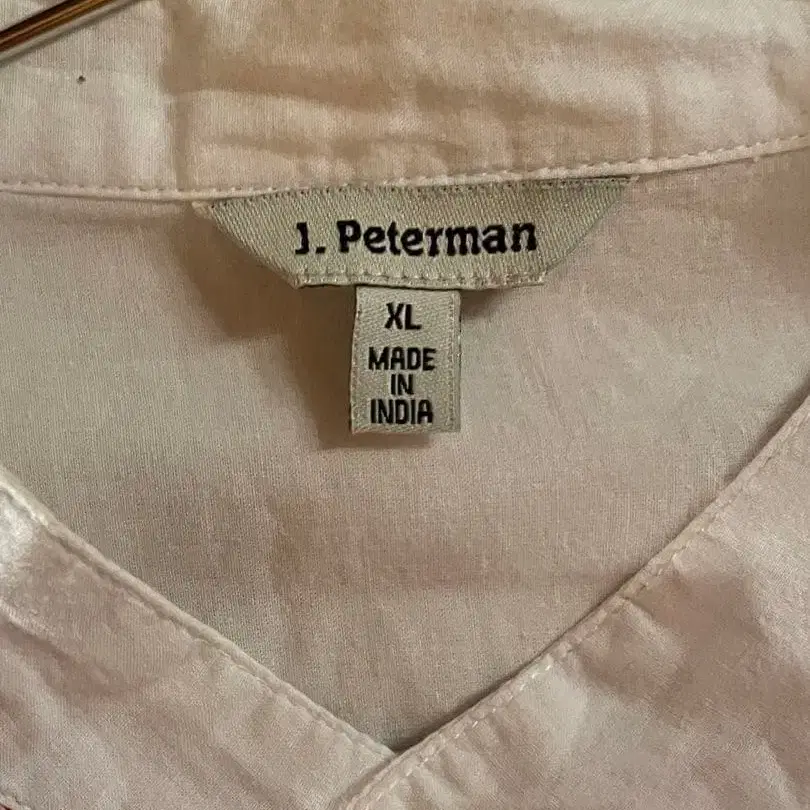 J. Peterman
XL
MADE
IN
INDIA